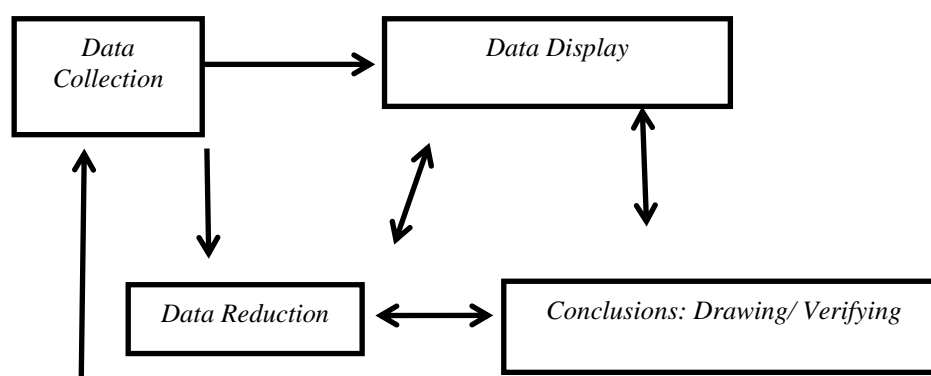 Data
Collection
Data Display
Data Reduction
Conclusions: Drawing/ Verifying